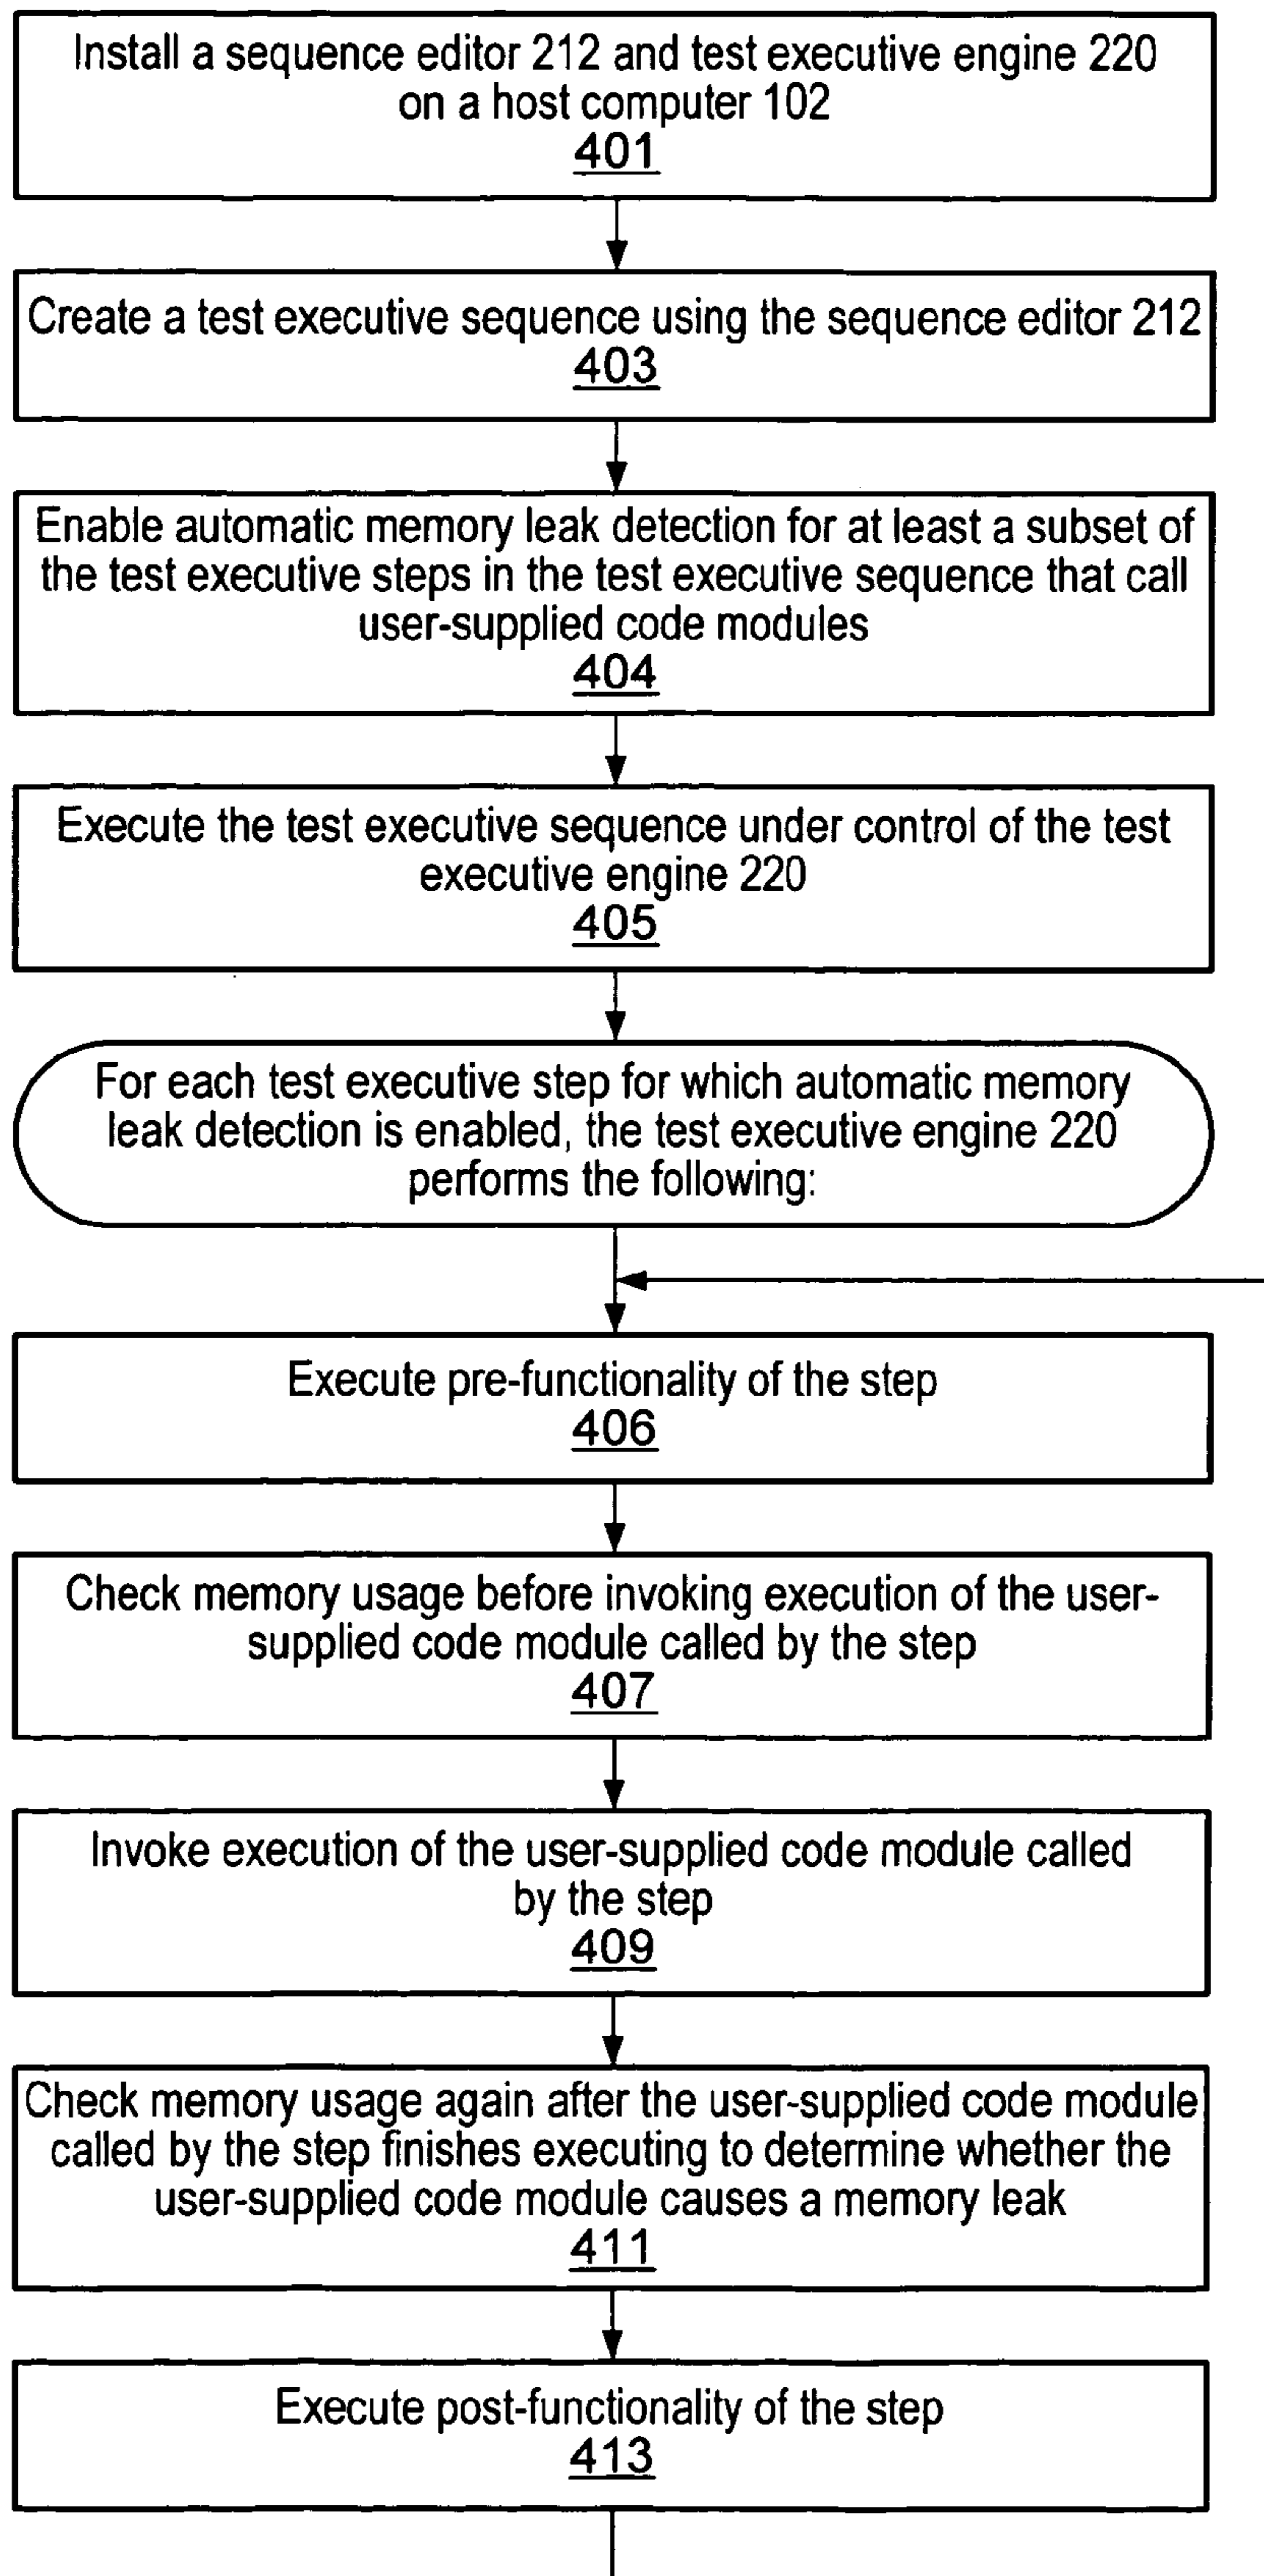 Install a sequence editor 212 and test executive engine 220
on a host computer 102
401
Create a test executive sequence using the sequence editor 212
403
Enable automatic memory leak detection for at least a subset of
the test executive steps in the test executive sequence that call
user-supplied code modules
404
Execute the test executive sequence under control of the test
executive engine 220
405
For each test executive step for which automatic memory
leak detection is enabled, the test executive engine 220
performs the following:
Execute pre-functionality of the step
406
Check memory usage before invoking execution of the user-
supplied code module called by the step
407
Invoke execution of the user-supplied code module called
by the step
409
Check memory usage again after the user-supplied code module
called by the step finishes executing to determine whether the
user-supplied code module causes a memory leak
411
Execute post-functionality of the step
413